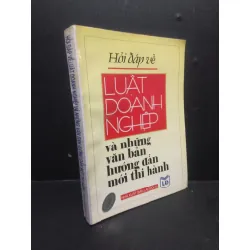 Hỏi đáp về
LUẬT
DOANH
NGHIỆP
và những
văn bản
hướng dẫn
mới thi hành